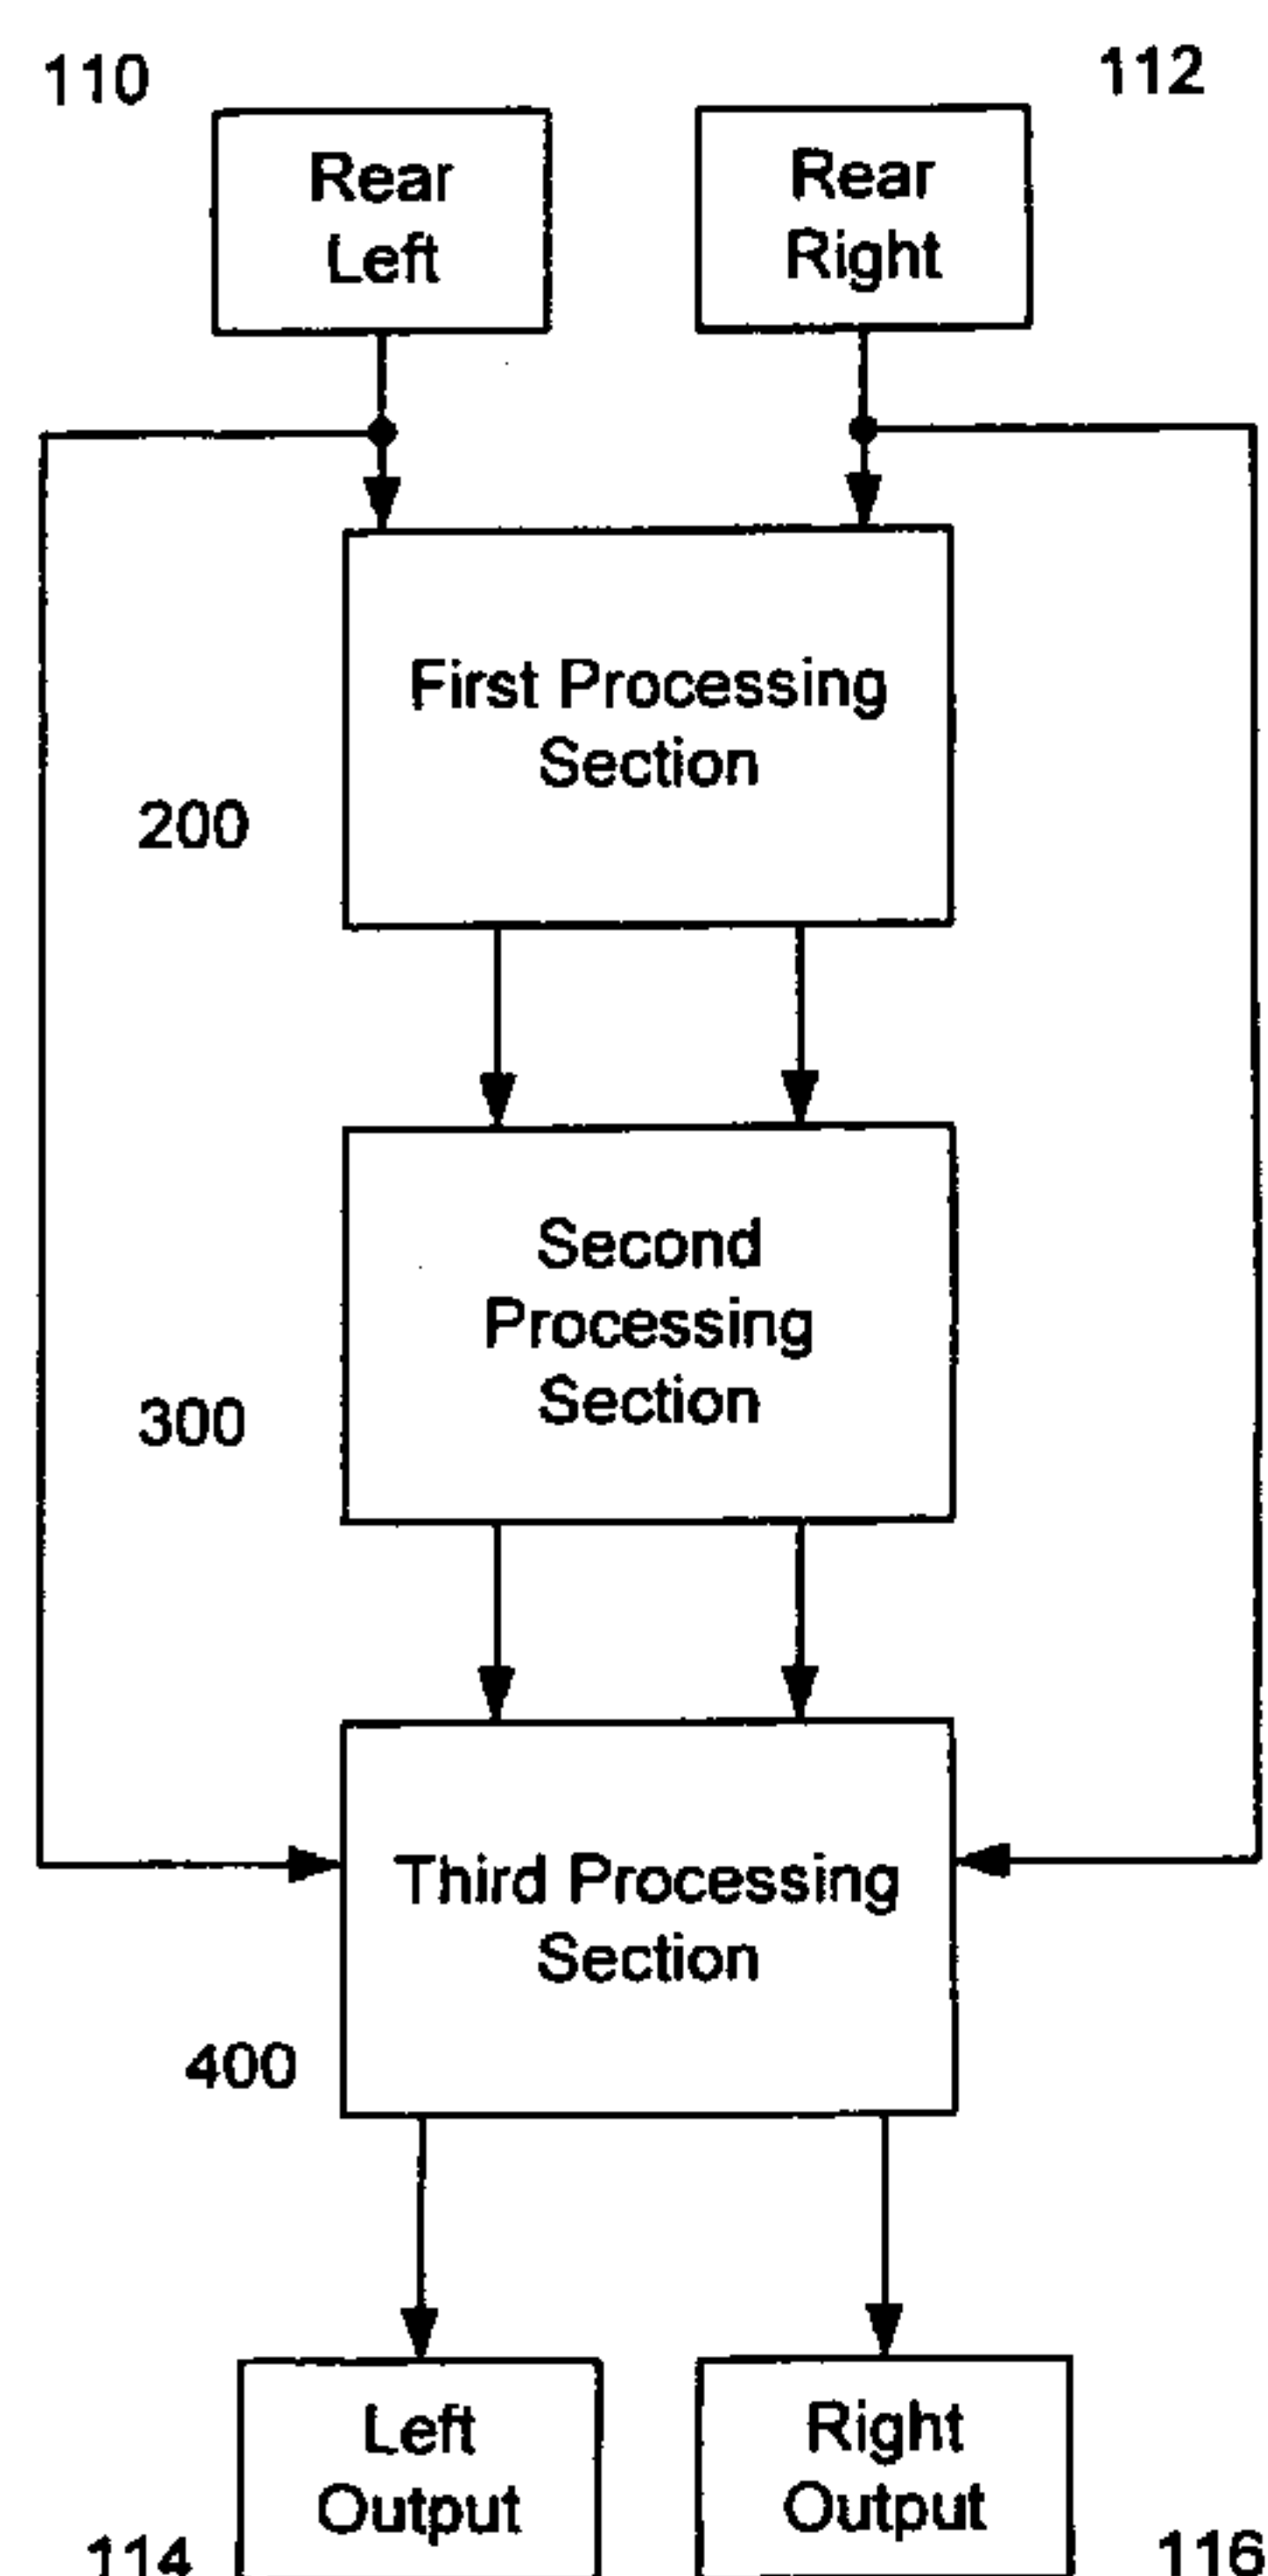 110
112
Rear
Left
Rear
Right
First Processing
Section
200
Second
Processing
Section
300
Third Processing
Section
400
Left
Output
Right
Output
114
116